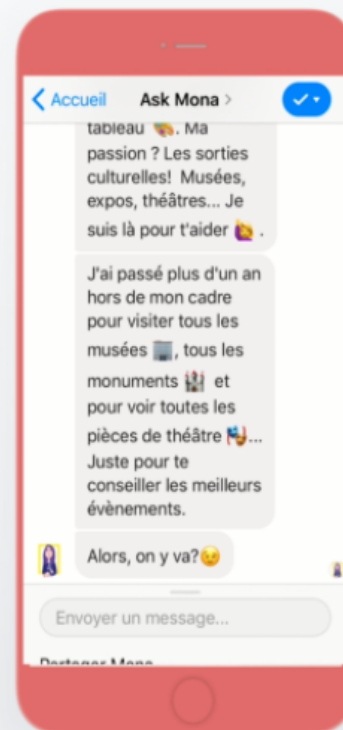 Accueil Ask Mona >
tableau 🎨. Ma
passion ? Les sorties
culturelles! Musées,
expos, théâtres... Je
suis là pour t'aider 🙋 .
J'ai passé plus d'un an
hors de mon cadre
pour visiter tous les
musées 🏢, tous les
monuments 🏰 et
pour voir toutes les
pièces de théâtre 🎭...
Juste pour te
conseiller les meilleurs
évènements.
Alors, on y va?😉
Envoyer un message...
Partager Mona